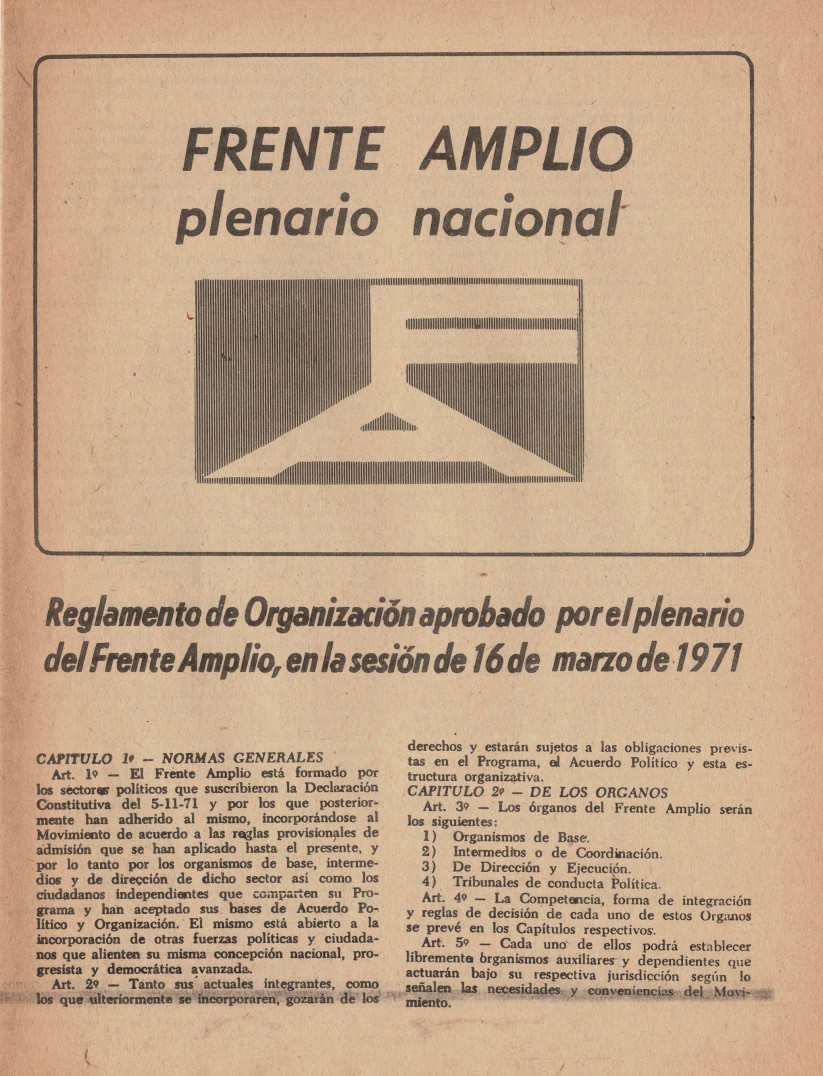 FRENTE AMPLIO
plenario nacional
FA
Reglamento de Organización aprobado por el plenario
del Frente Amplio, en la sesión de 16 de marzo de 1971
CAPITULO 1º — NORMAS GENERALES
Art. 1º — El Frente Amplio está formado por
los sectores políticos que suscribieron la Declaración
Constitutiva del 5-11-71 y por los que posterior-
mente han adherido al mismo, incorporándose al
Movimiento de acuerdo a las reglas provisionales de
admisión que se han aplicado hasta el presente, y
por lo tanto por los organismos de base, interme-
dios y de dirección de dicho sector así como los
ciudadanos independientes que comparten su Pro-
grama y han aceptado sus bases de Acuerdo Po-
lítico y Organización. El mismo está abierto a la
incorporación de otras fuerzas políticas y ciudada-
nos que alienten su misma concepción nacional, pro-
gresista y democrática avanzada.
Art. 2º — Tanto sus actuales integrantes, como
los que ulteriormente se incorporaren, gozarán de los
derechos y estarán sujetos a las obligaciones previs-
tas en el Programa, el Acuerdo Político y esta es-
tructura organizativa.
CAPITULO 2º — DE LOS ORGANOS
Art. 3º — Los órganos del Frente Amplio serán
los siguientes:
1) Organismos de Base.
2) Intermedios o de Coordinación.
3) De Dirección y Ejecución.
4) Tribunales de conducta Política.
Art. 4º — La Competencia, forma de integración
y reglas de decisión de cada uno de estos Organos
se prevé en los Capítulos respectivos.
Art. 5º — Cada uno de ellos podrá establecer
libremente órganismos auxiliares y dependientes que
actuarán bajo su respectiva jurisdicción según lo
señalen las necesidades y conveniencias del Movi-
miento.